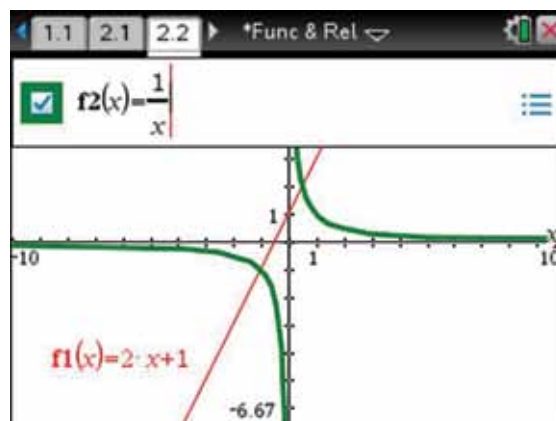 1.1 2.1 2.2 *Func & Rel
f2(x)=1/x
1
x
-10 1 10
f1(x)=2·x+1
-6.67